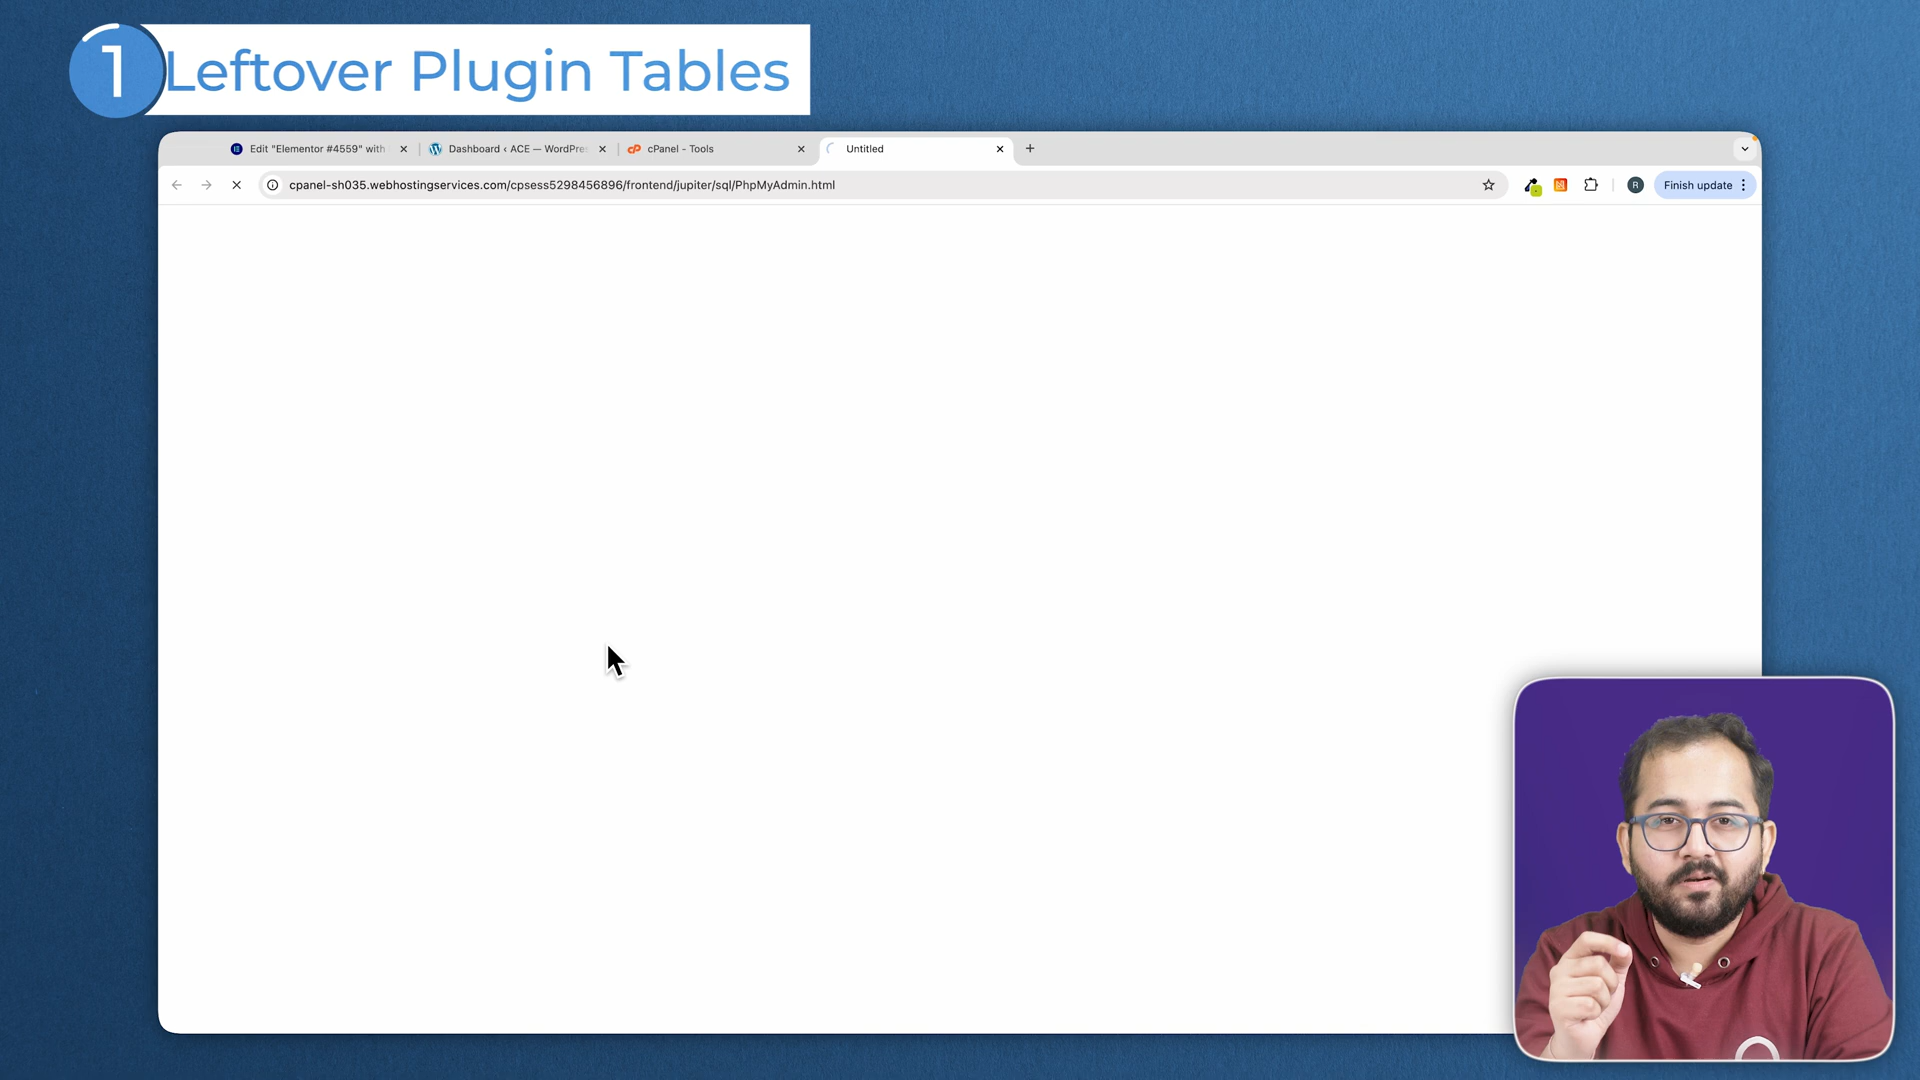 1 Leftover Plugin Tables
Edit "Elementor #4559" with
Dashboard ‹ ACE — WordPre
cPanel - Tools
Untitled
cpanel-sh035.webhostingservices.com/cpsess5298456896/frontend/jupiter/sql/PhpMyAdmin.html
R
Finish update